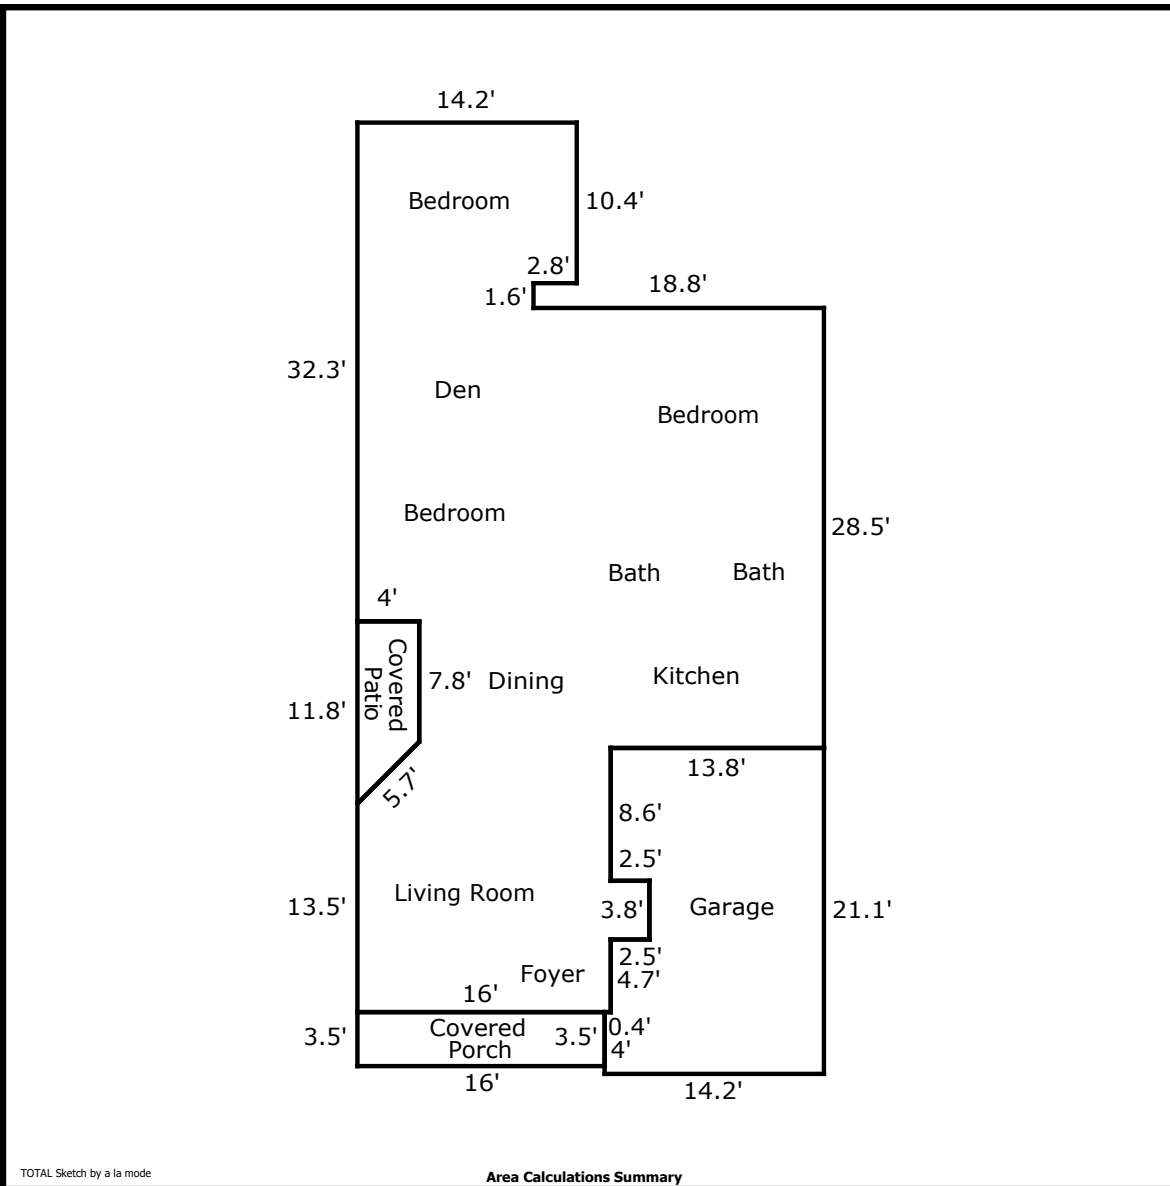 14.2'
Bedroom
10.4'
2.8'
18.8'
1.6'
32.3'
Den
Bedroom
Bedroom
28.5'
Bath
Bath
4'
Covered
Patio
7.8'
Dining
Kitchen
11.8'
13.8'
5.7'
8.6'
2.5'
Living Room
13.5'
3.8'
Garage
21.1'
2.5'
Foyer
4.7'
16'
3.5'
Covered
Porch
3.5'
0.4'
4'
16'
14.2'
TOTAL Sketch by a la mode
Area Calculations Summary